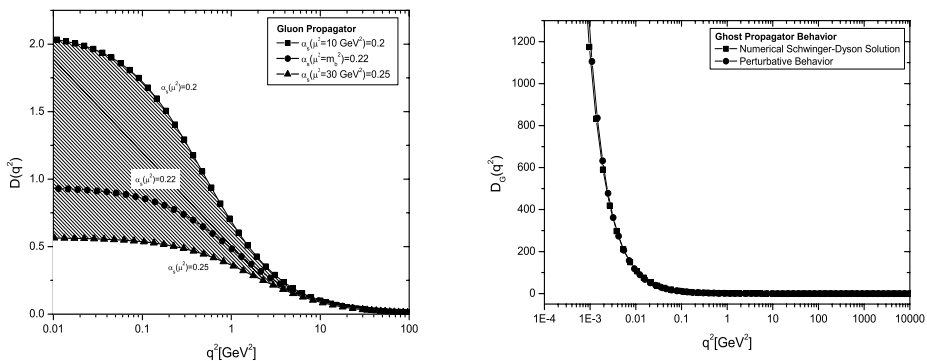 Gluon Propagator
α_s(μ²=10 GeV²)=0.2
α_s(μ²=m_b²)=0.22
α_s(μ²=30 GeV²)=0.25
2.0
1.5
1.0
0.5
0.0
D(q²)
α_s(μ²)=0.2
α_s(μ²)=0.22
α_s(μ²)=0.25
0.01 0.1 1 10 100
q²[GeV²]
Ghost Propagator Behavior
Numerical Schwinger-Dyson Solution
Perturbative Behavior
1200
1000
800
600
400
200
0
D_G(q²)
1E-4 1E-3 0.01 0.1 1 10 100 1000 10000
q²[GeV²]